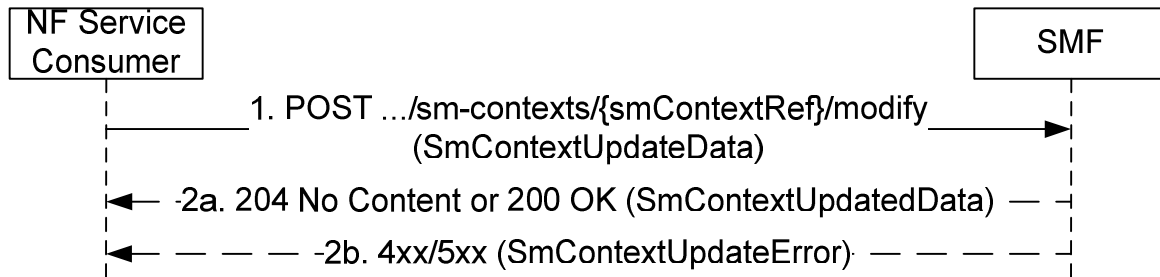 NF Service
Consumer
SMF
1. POST .../sm-contexts/{smContextRef}/modify
(SmContextUpdateData)
2a. 204 No Content or 200 OK (SmContextUpdatedData)
2b. 4xx/5xx (SmContextUpdateError)